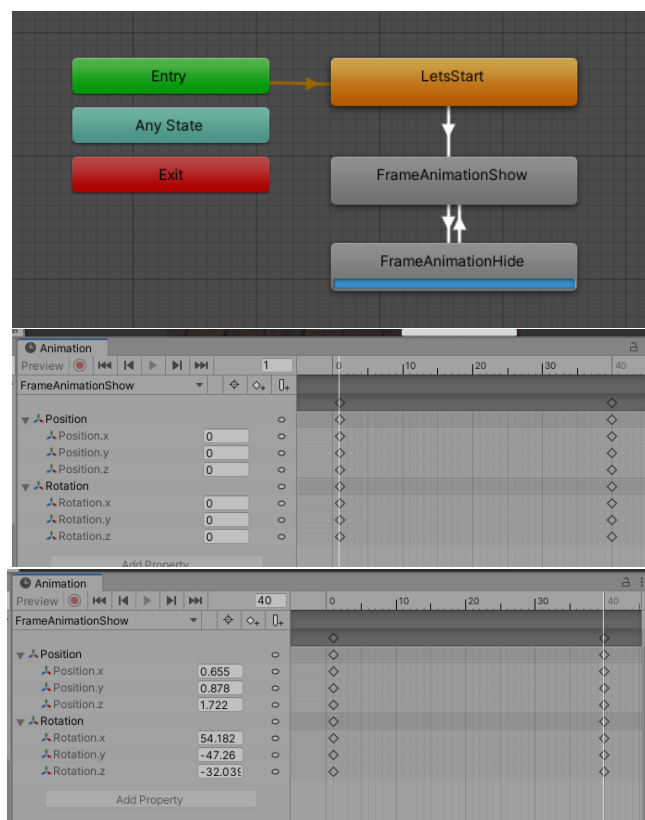 Entry
LetsStart
Any State
Exit
FrameAnimationShow
FrameAnimationHide
Animation
Preview 1 0 10 20 30 40
FrameAnimationShow
Position
Position.x 0
Position.y 0
Position.z 0
Rotation
Rotation.x 0
Rotation.y 0
Rotation.z 0
Add Property
Animation
Preview 40 0 10 20 30 40
FrameAnimationShow
Position
Position.x 0.655
Position.y 0.878
Position.z 1.722
Rotation
Rotation.x 54.182
Rotation.y -47.26
Rotation.z -32.039
Add Property